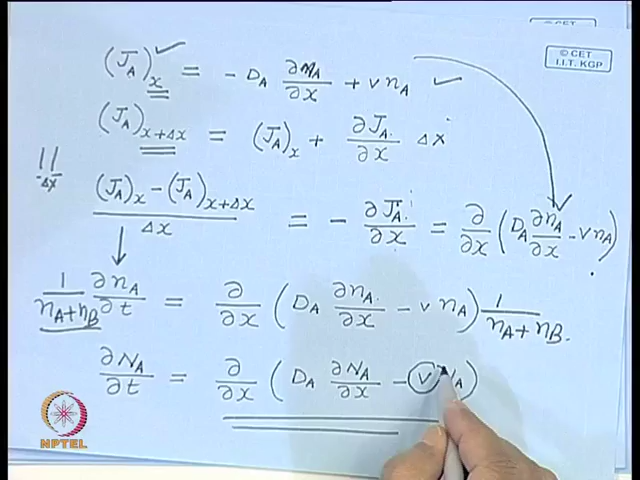 © CET
I.I.T. KGP
(J_A)_x = - D_A ∂n_A/∂x + v n_A ✓
(J_A)_{x+Δx} = (J_A)_x + ∂J_A/∂x Δx
Δx
((J_A)_x - (J_A)_{x+Δx})/Δx = - ∂J_A/∂x = ∂/∂x (D_A ∂n_A/∂x - v n_A)
1/(n_A+n_B) ∂n_A/∂t = ∂/∂x (D_A ∂n_A/∂x - v n_A) 1/(n_A+n_B)
∂N_A/∂t = ∂/∂x (D_A ∂N_A/∂x - v N_A)
NPTEL